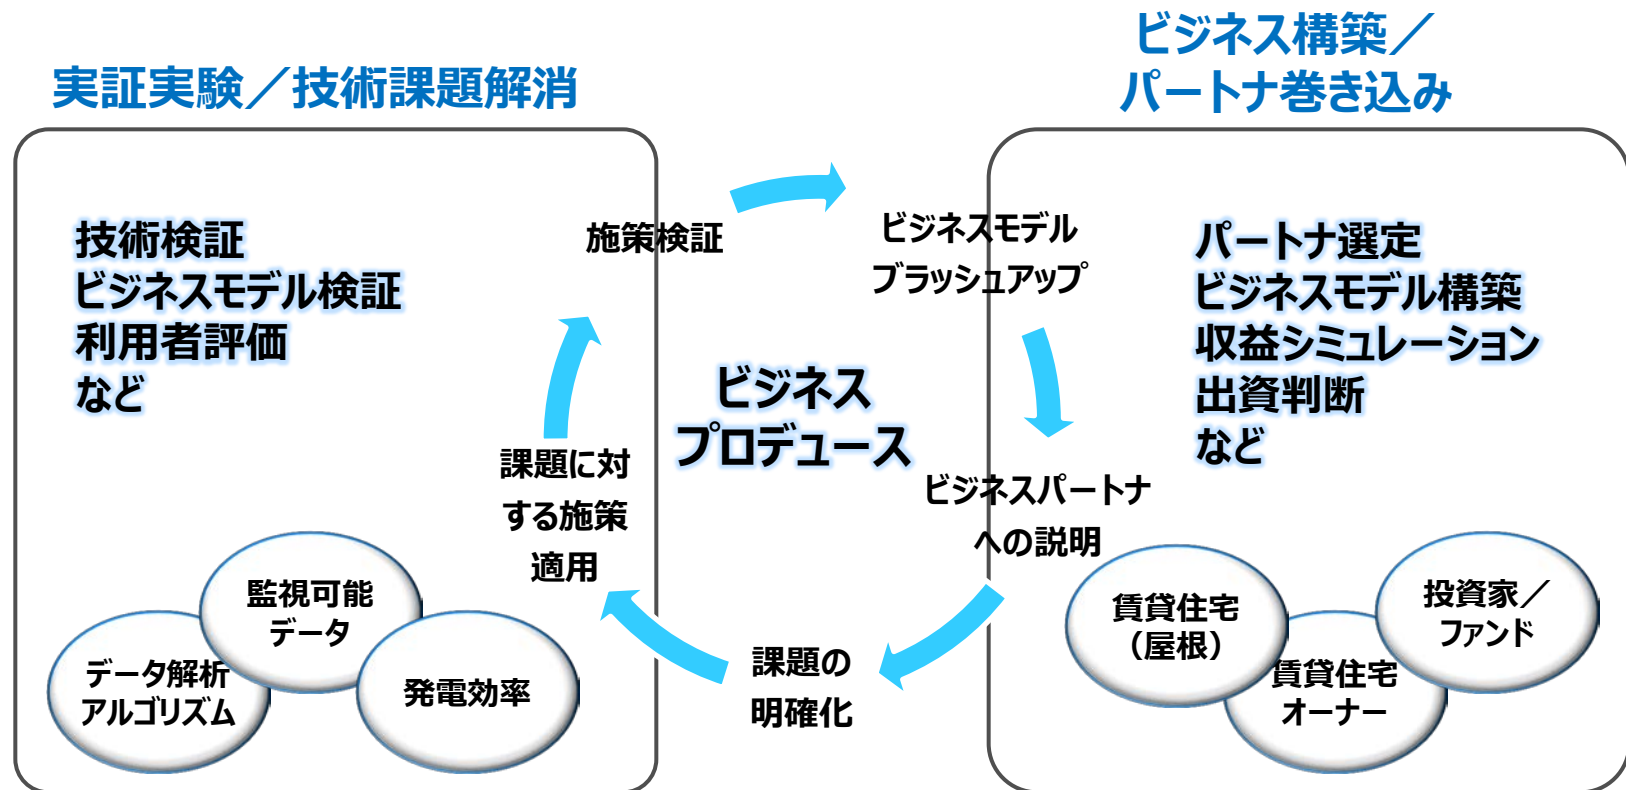 実証実験／技術課題解消
ビジネス構築／
パートナ巻き込み
技術検証
ビジネスモデル検証
利用者評価
など
施策検証
ビジネスモデル
ブラッシュアップ
パートナ選定
ビジネスモデル構築
収益シミュレーション
出資判断
など
ビジネス
プロデュース
課題に対
する施策
適用
ビジネスパートナ
への説明
課題の
明確化
監視可能
データ
データ解析
アルゴリズム
発電効率
賃貸住宅
（屋根）
賃貸住宅
オーナー
投資家／
ファンド